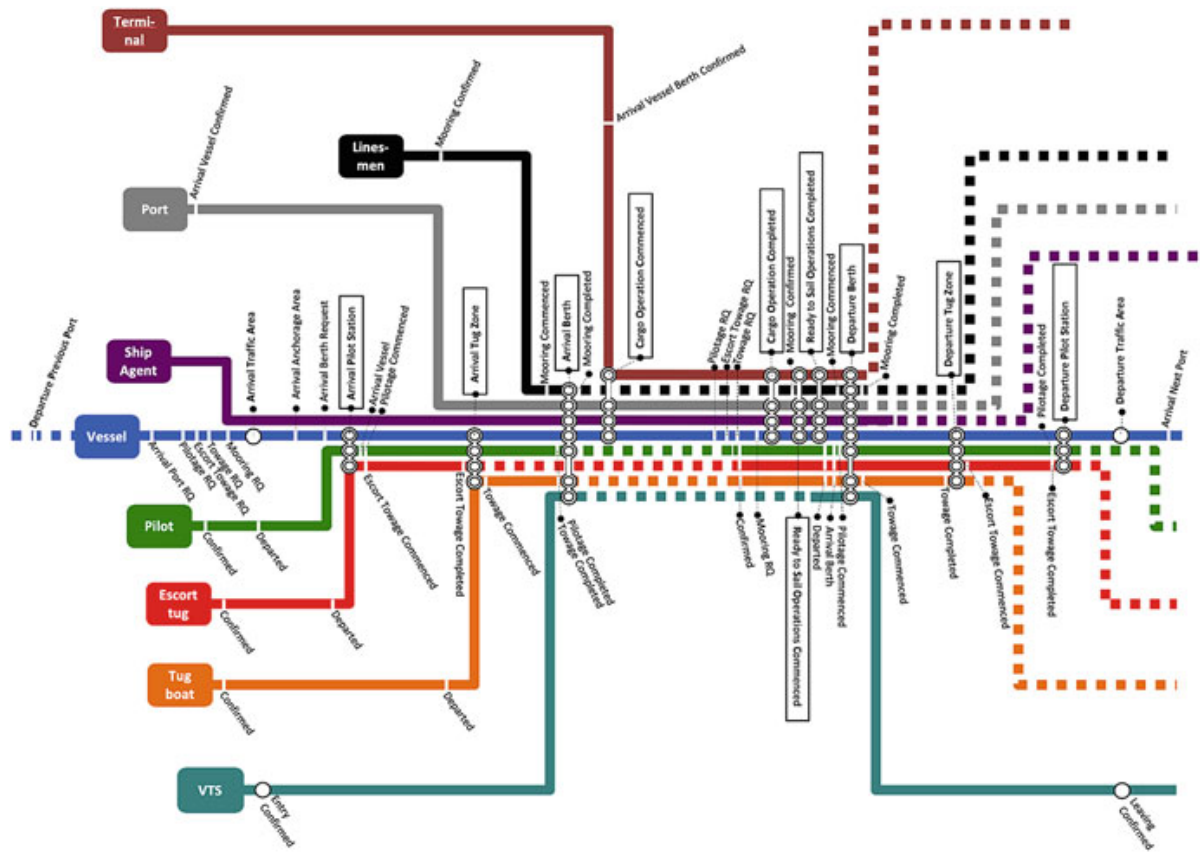 Termi-
nal
Arrival Vessel Berth Confirmed
Lines-
men
Mooring Confirmed
Port
Arrival Vessel Confirmed
Ship
Agent
Departure Previous Port
Vessel
Arrival Port RQ
Pilotage RQ
Escort Towage RQ
Towage RQ
Mooring RQ
Arrival Traffic Area
Arrival Anchorage Area
Arrival Berth Request
Arrival Pilot Station
Arrival Vessel
Pilotage Commenced
Arrival Tug Zone
Mooring Commenced
Arrival Berth
Mooring Completed
Cargo Operation Commenced
Pilotage RQ
Escort Towage RQ
Towage RQ
Cargo Operation Completed
Mooring Confirmed
Ready to Sail Operations Completed
Mooring Commenced
Departure Berth
Mooring Completed
Departure Tug Zone
Pilotage Completed
Departure Pilot Station
Departure Traffic Area
Arrival Next Port
Escort Towage Commenced
Escort Towage Completed
Towage Commenced
Pilotage Completed
Towage Completed
Confirmed
Mooring RQ
Ready to Sail Operations Commenced
Departed
Arrival Berth
Pilotage Commenced
Towage Commenced
Towage Completed
Escort Towage Commenced
Escort Towage Completed
Pilot
Confirmed
Departed
Escort
tug
Confirmed
Departed
Tug
boat
Confirmed
Departed
VTS
Entry
Confirmed
Leaving
Confirmed